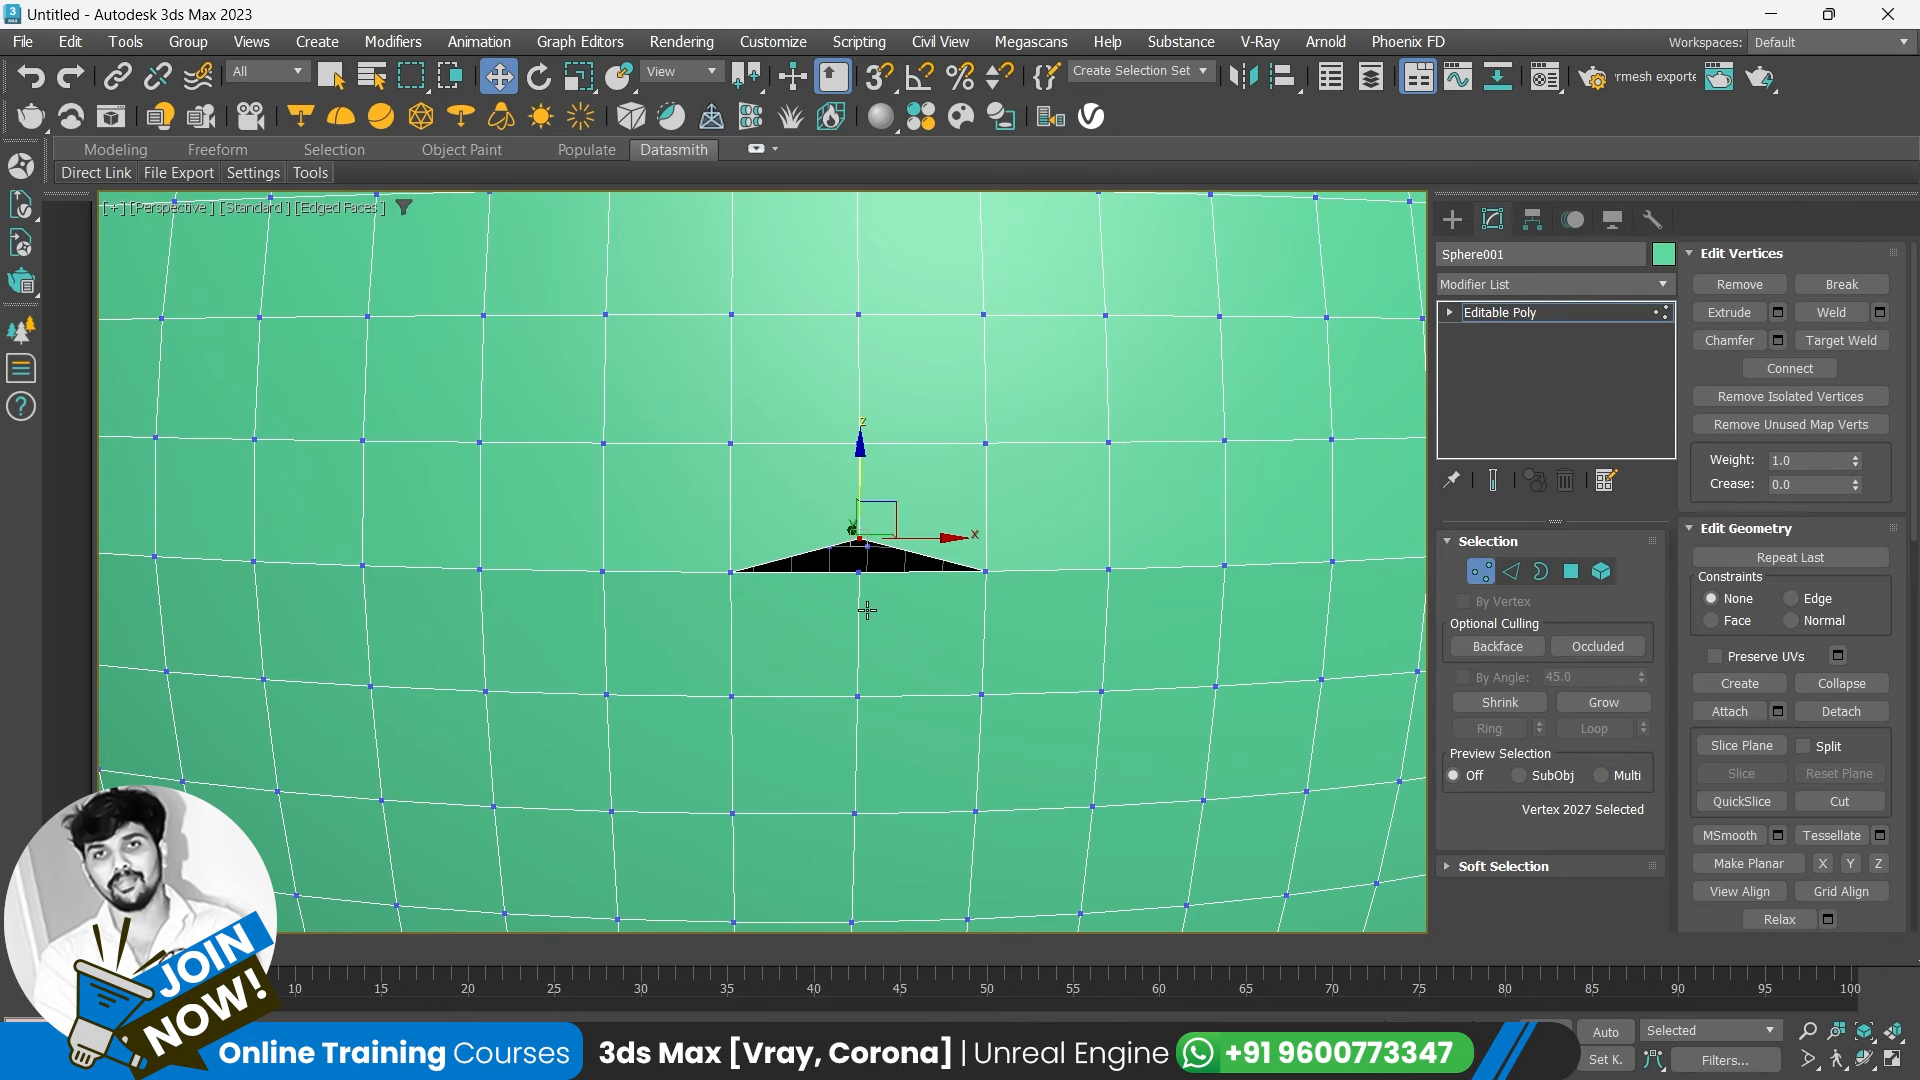 Untitled - Autodesk 3ds Max 2023
File Edit Tools Group Views Create Modifiers Animation Graph Editors Rendering Customize Scripting Civil View Megascans Help Substance V-Ray Arnold Phoenix FD Workspaces: Default
All View Create Selection Set rmesh exporte
Modeling Freeform Selection Object Paint Populate Datasmith
Direct Link File Export Settings Tools
[+] [Perspective] [Standard] [Edged Faces]
z
x
y
Sphere001
Modifier List
Editable Poly
Selection
By Vertex
Optional Culling
Backface Occluded
By Angle: 45.0
Shrink Grow
Ring Loop
Preview Selection
Off SubObj Multi
Vertex 2027 Selected
Soft Selection
Edit Vertices
Remove Break
Extrude Weld
Chamfer Target Weld
Connect
Remove Isolated Vertices
Remove Unused Map Verts
Weight: 1.0
Crease: 0.0
Edit Geometry
Repeat Last
Constraints
None Edge
Face Normal
Preserve UVs
Create Collapse
Attach Detach
Slice Plane Split
Slice Reset Plane
QuickSlice Cut
MSmooth Tessellate
Make Planar X Y Z
View Align Grid Align
Relax
10 15 20 25 30 35 40 45 50 55 60 65 70 75 80 85 90 95 100
JOIN
NOW!
Online Training Courses 3ds Max [Vray, Corona] | Unreal Engine +91 9600773347
Auto Selected
Set K. Filters...